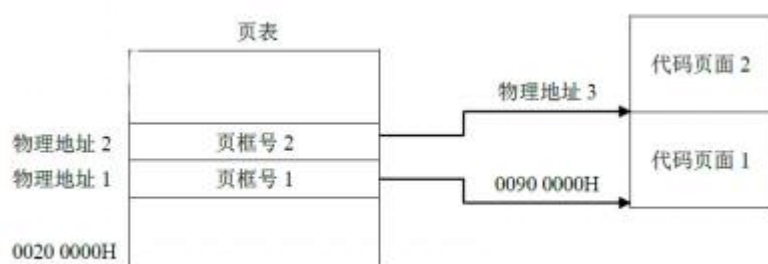 页表
代码页面 2
物理地址 3
物理地址 2
页框号 2
代码页面 1
物理地址 1
页框号 1
0090 0000H
0020 0000H